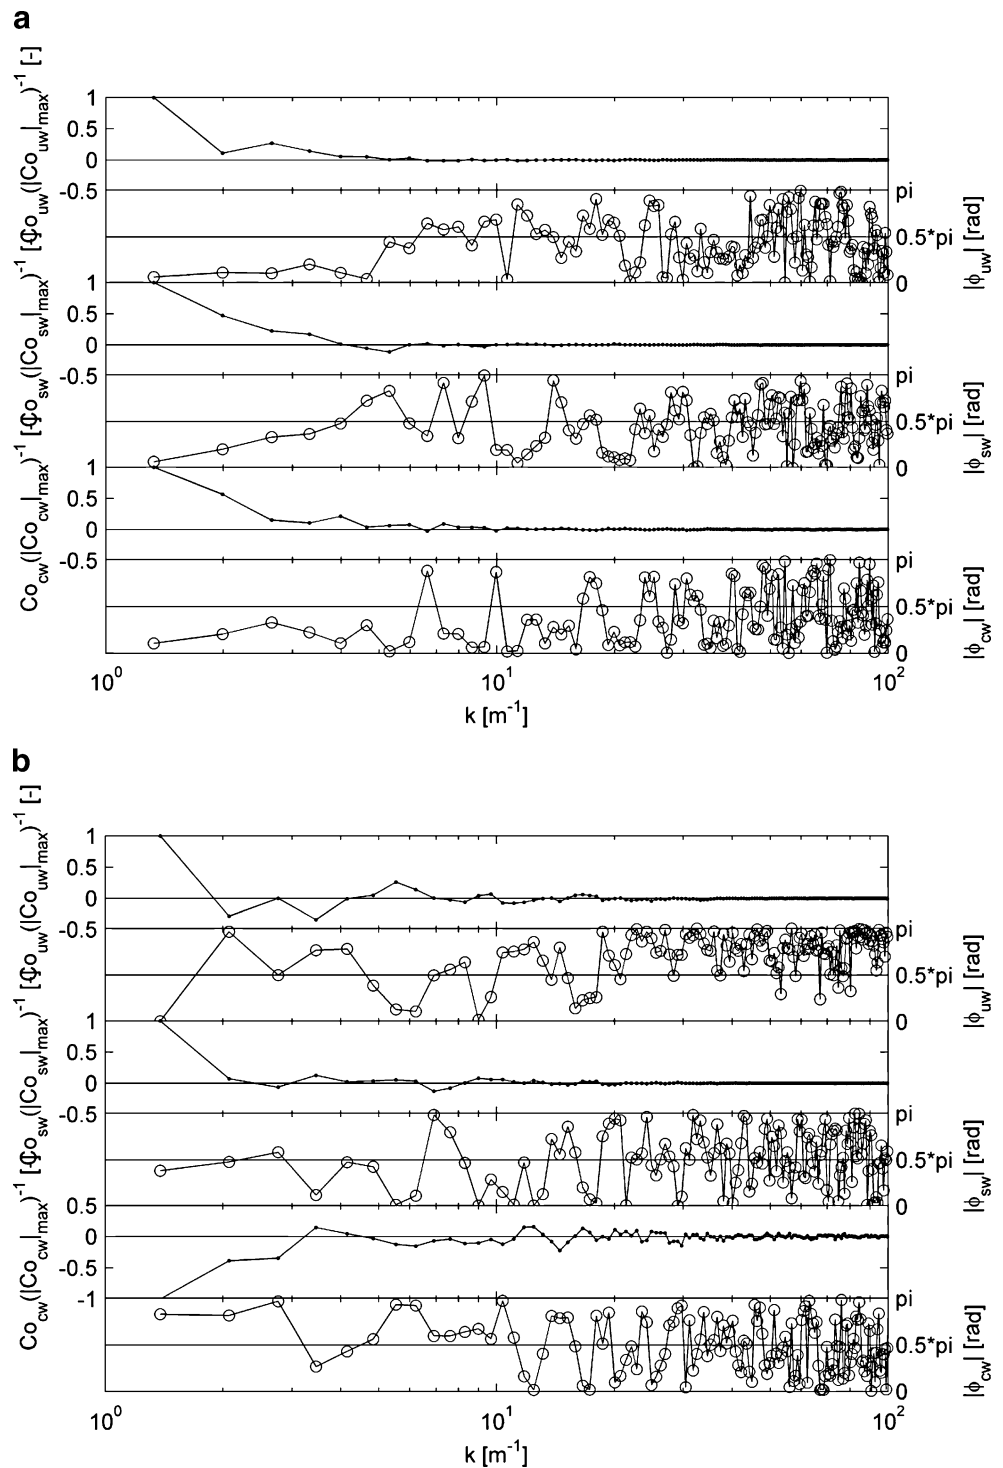 a
Co_uw(|Co_uw|_max)^-1 [-]
1
0.5
0
-0.5
pi
0.5*pi
0
|ϕ_uw| [rad]
Co_sw(|Co_sw|_max)^-1 [-]
1
0.5
0
-0.5
pi
0.5*pi
0
|ϕ_sw| [rad]
Co_cw(|Co_cw|_max)^-1 [-]
1
0.5
0
-0.5
pi
0.5*pi
0
|ϕ_cw| [rad]
10^0
10^1
10^2
k [m^-1]
b
Co_uw(|Co_uw|_max)^-1 [-]
1
0.5
0
-0.5
pi
0.5*pi
0
|ϕ_uw| [rad]
Co_sw(|Co_sw|_max)^-1 [-]
1
0.5
0
-0.5
pi
0.5*pi
0
|ϕ_sw| [rad]
Co_cw(|Co_cw|_max)^-1 [-]
0.5
0
-0.5
-1
pi
0.5*pi
0
|ϕ_cw| [rad]
10^0
10^1
10^2
k [m^-1]